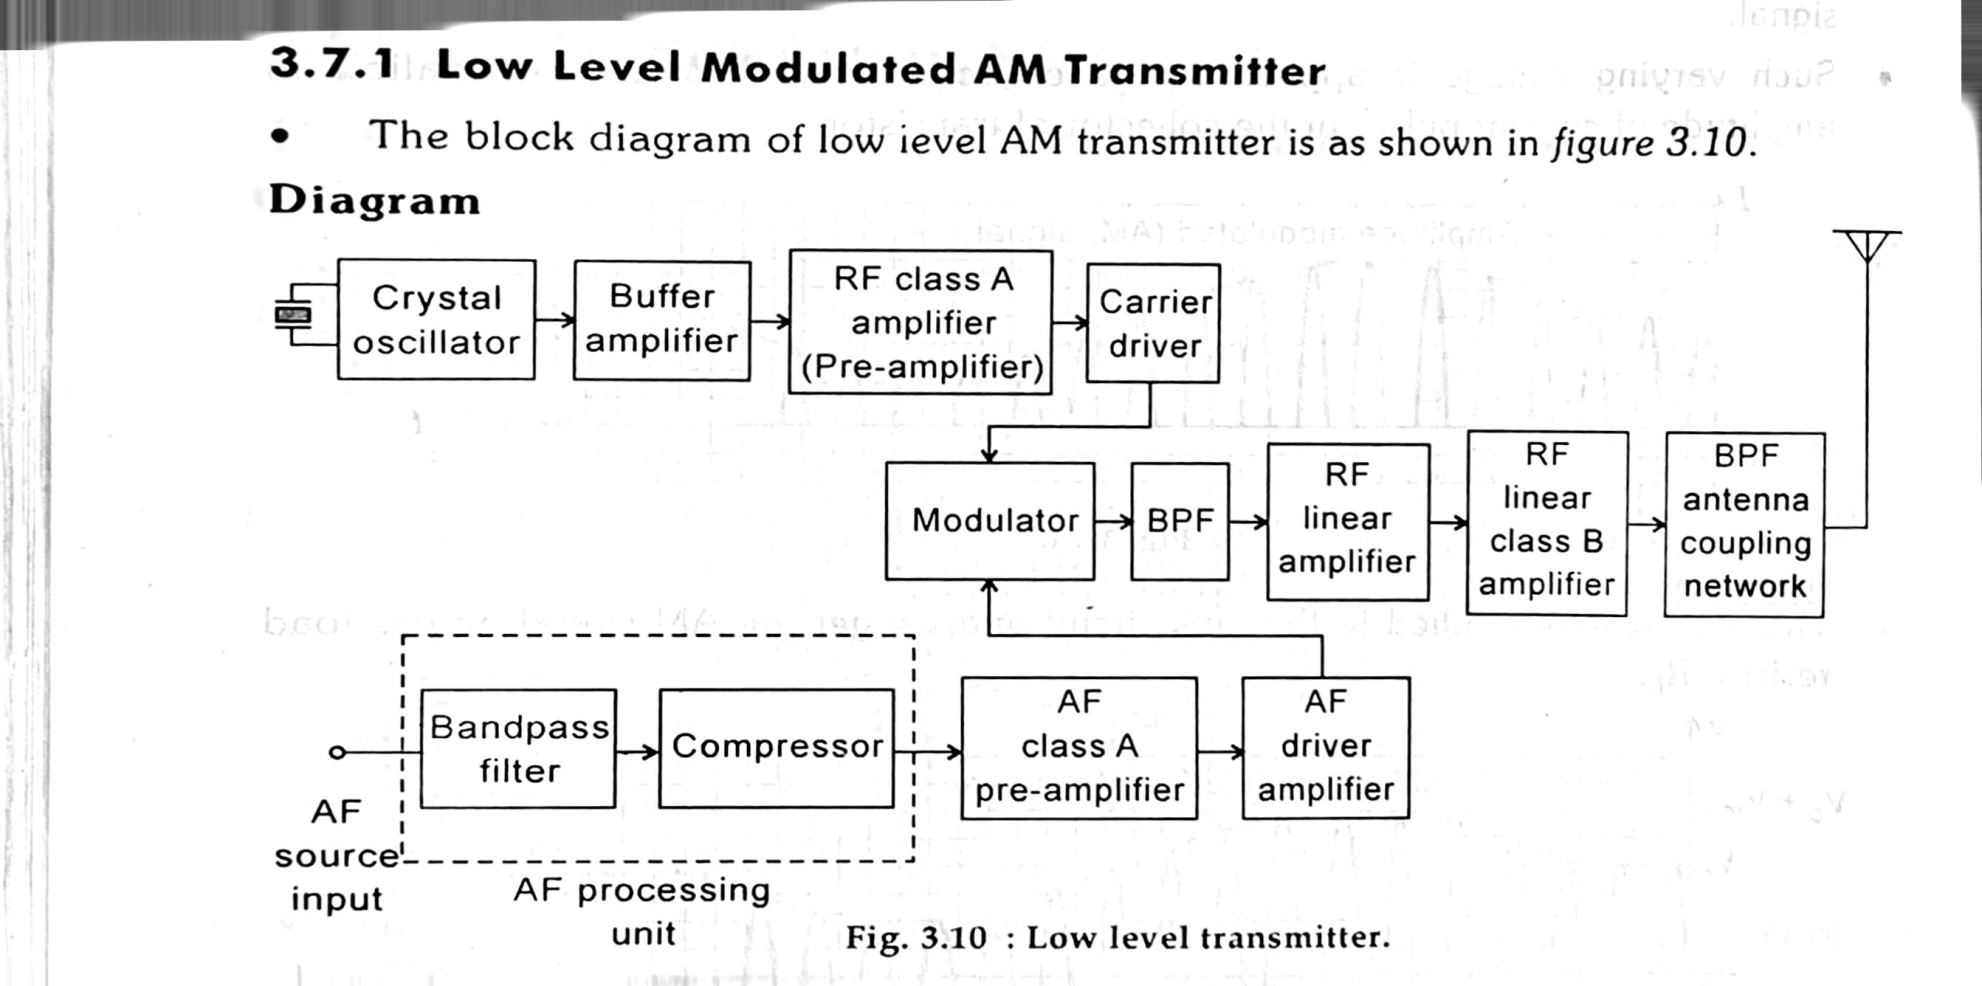 3.7.1 Low Level Modulated AM Transmitter
• The block diagram of low ievel AM transmitter is as shown in figure 3.10.
Diagram
Crystal
oscillator
Buffer
amplifier
RF class A
amplifier
(Pre-amplifier)
Carrier
driver
Modulator
BPF
RF
linear
amplifier
RF
linear
class B
amplifier
BPF
antenna
coupling
network
AF
source
input
Bandpass
filter
Compressor
AF processing
unit
AF
class A
pre-amplifier
AF
driver
amplifier
Fig. 3.10 : Low level transmitter.